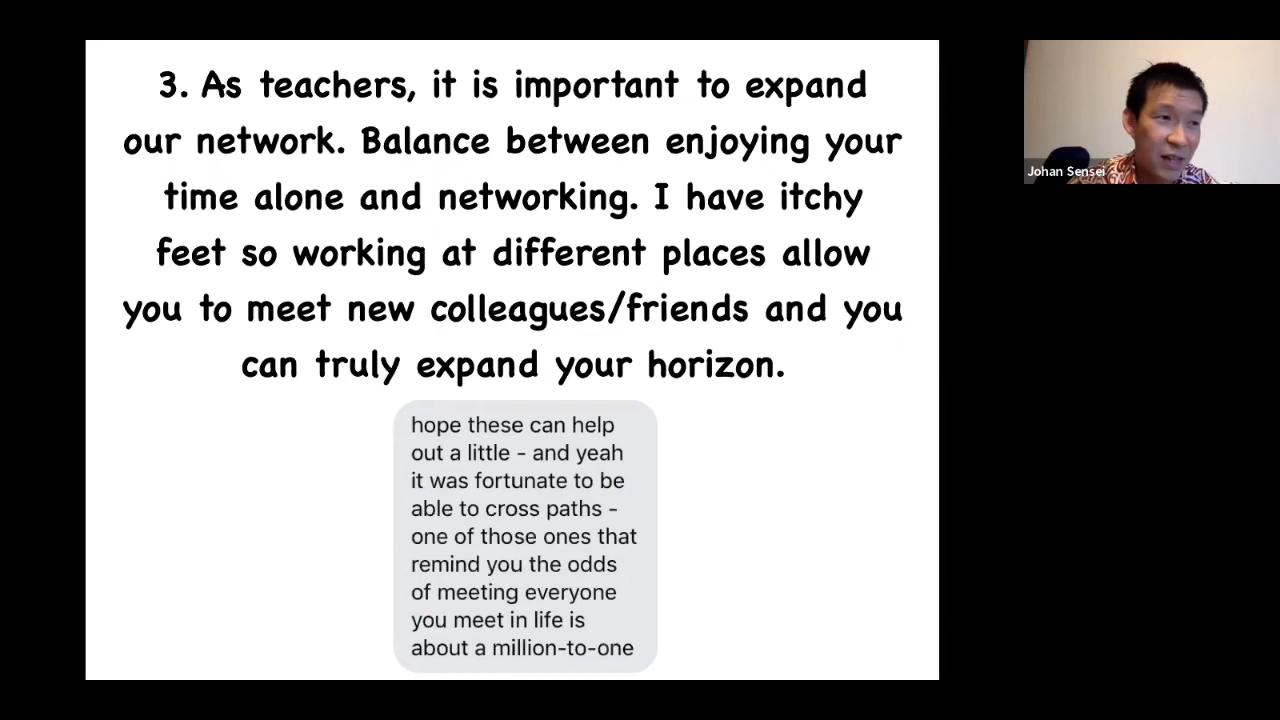 3. As teachers, it is important to expand
our network. Balance between enjoying your
time alone and networking. I have itchy
feet so working at different places allow
you to meet new colleagues/friends and you
can truly expand your horizon.
hope these can help
out a little - and yeah
it was fortunate to be
able to cross paths -
one of those ones that
remind you the odds
of meeting everyone
you meet in life is
about a million-to-one
Johan Sensei